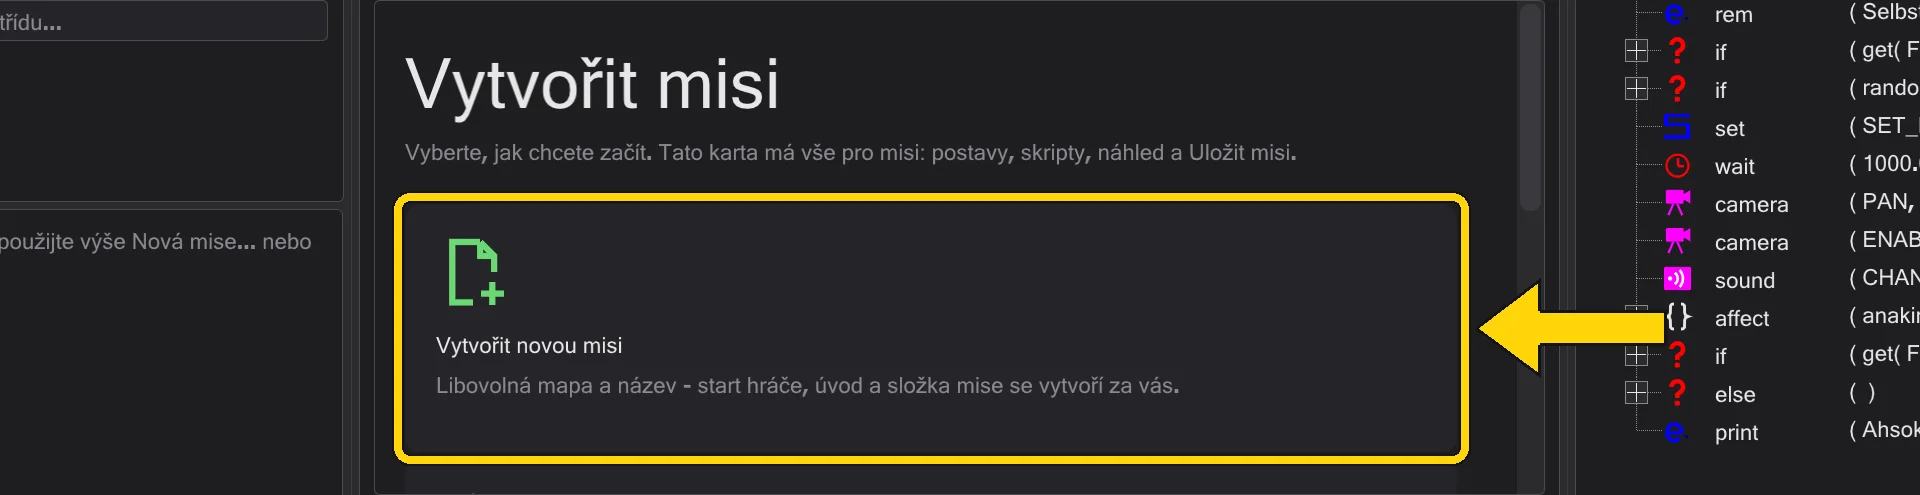 třídu...
použijte výše Nová mise... nebo
Vytvořit misi
Vyberte, jak chcete začít. Tato karta má vše pro misi: postavy, skripty, náhled a Uložit misi.
Vytvořit novou misi
Libovolná mapa a název - start hráče, úvod a složka mise se vytvoří za vás.
rem ( Selbst
if ( get( F
if ( rando
set ( SET_
wait ( 1000.
camera ( PAN,
camera ( ENAB
sound ( CHAN
affect ( anakin
if ( get( F
else ( )
print ( Ahsok